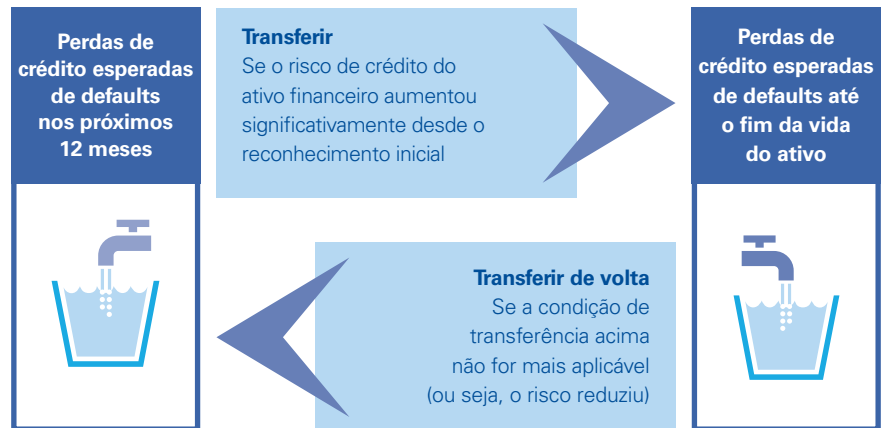 Perdas de
crédito esperadas
de defaults
nos próximos
12 meses
Transferir
Se o risco de crédito do
ativo financeiro aumentou
significativamente desde o
reconhecimento inicial
Perdas de
crédito esperadas
de defaults até
o fim da vida
do ativo
Transferir de volta
Se a condição de
transferência acima
não for mais aplicável
(ou seja, o risco reduziu)